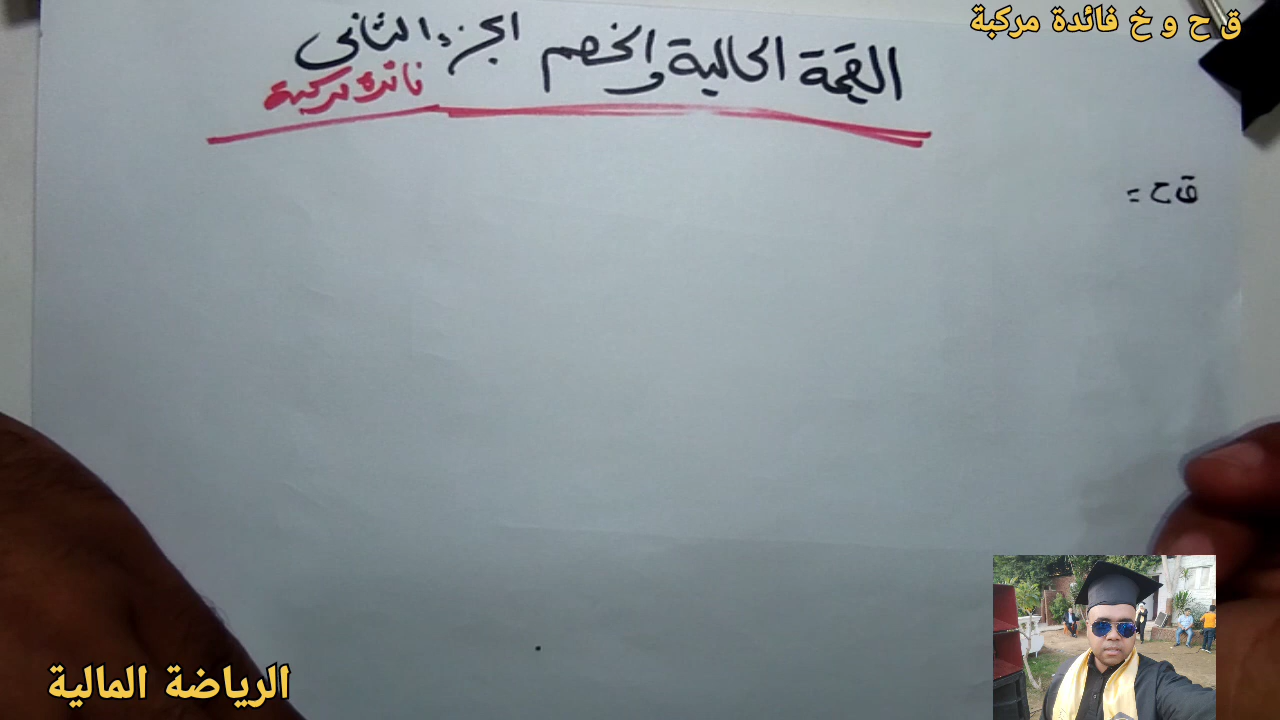 ق ح و خ فائدة مركبة
القيمة الحالية والخصم الجزء الثانى
فائدة مركبة
ق ح =
الرياضة المالية